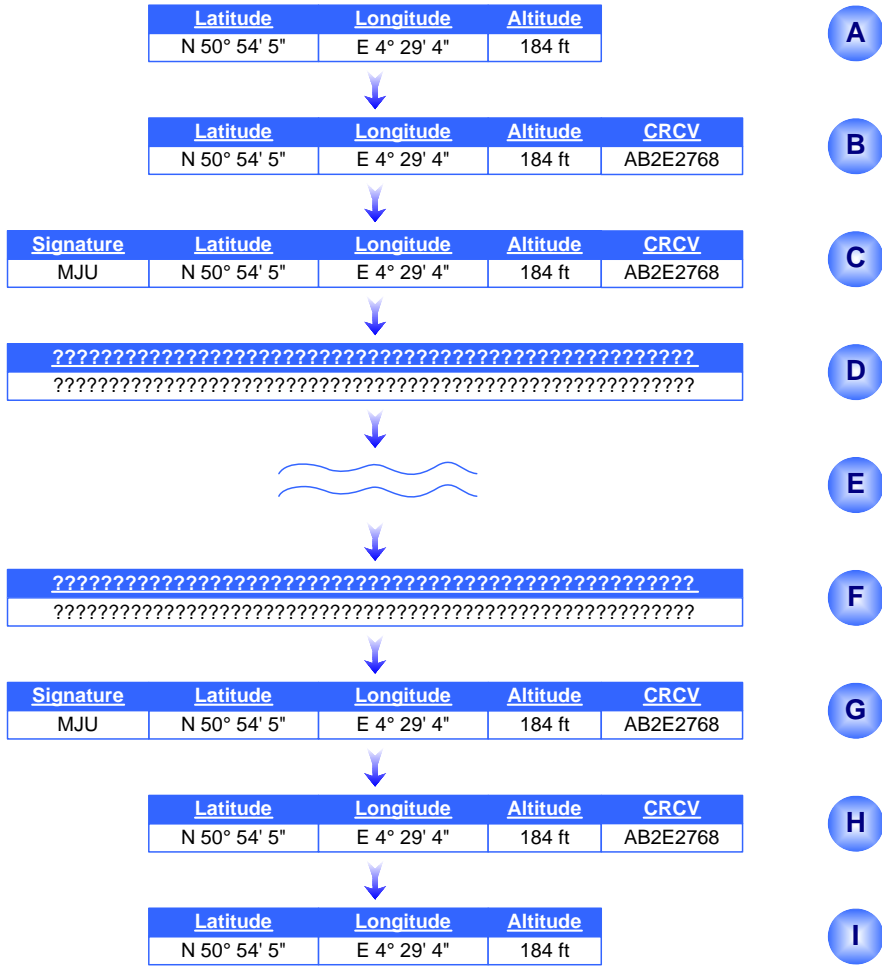 Latitude Longitude Altitude
N 50° 54' 5" E 4° 29' 4" 184 ft
A
Latitude Longitude Altitude CRCV
N 50° 54' 5" E 4° 29' 4" 184 ft AB2E2768
B
Signature Latitude Longitude Altitude CRCV
MJU N 50° 54' 5" E 4° 29' 4" 184 ft AB2E2768
C
?????????????????????????????????????????????????????
??????????????????????????????????????????????????????????
D
E
?????????????????????????????????????????????????????
??????????????????????????????????????????????????????????
F
Signature Latitude Longitude Altitude CRCV
MJU N 50° 54' 5" E 4° 29' 4" 184 ft AB2E2768
G
Latitude Longitude Altitude CRCV
N 50° 54' 5" E 4° 29' 4" 184 ft AB2E2768
H
Latitude Longitude Altitude
N 50° 54' 5" E 4° 29' 4" 184 ft
I